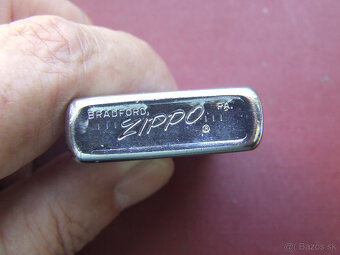 BRADFORD, PA.
||| ZIPPO ® |||
© Bazos.sk